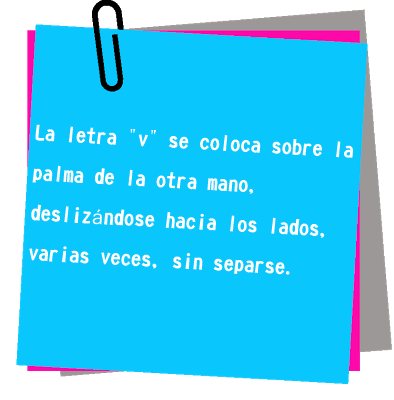 La letra "v" se coloca sobre la
palma de la otra mano,
deslizándose hacia los lados,
varias veces, sin separse.